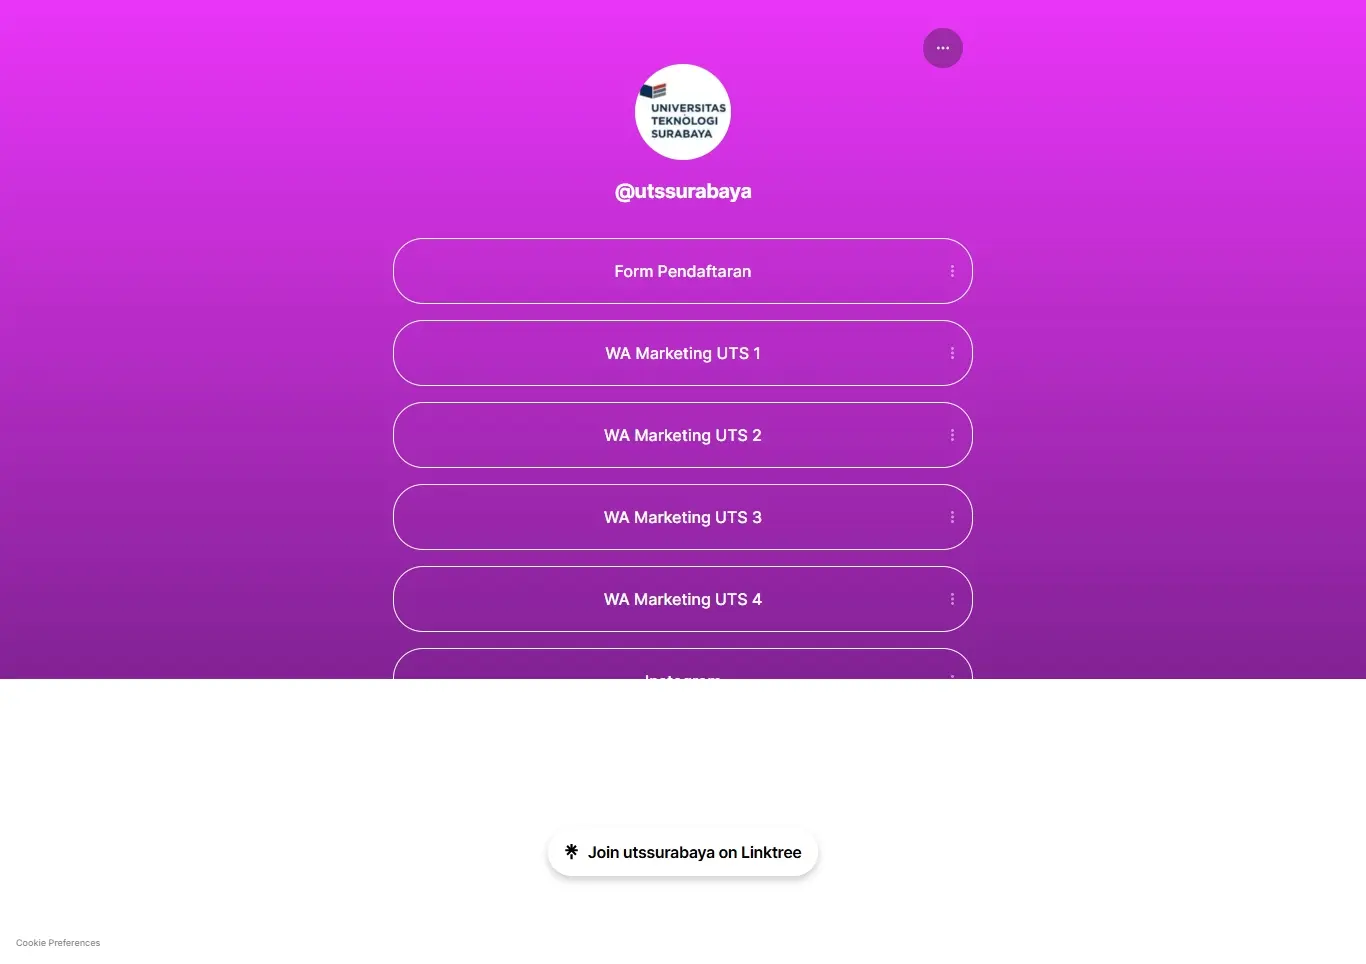 UNIVERSITAS
TEKNOLOGI
SURABAYA
@utssurabaya
Form Pendaftaran
WA Marketing UTS 1
WA Marketing UTS 2
WA Marketing UTS 3
WA Marketing UTS 4
Instagram
Join utssurabaya on Linktree
Cookie Preferences